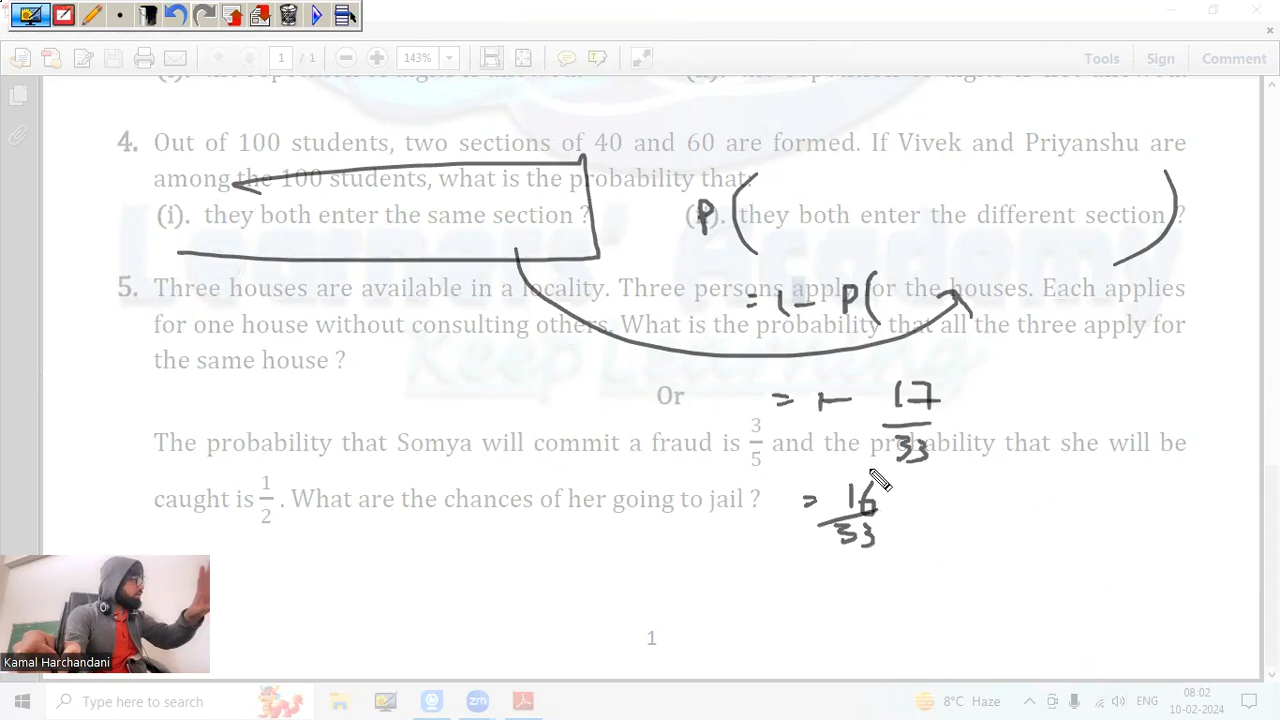 1 / 1
143%
Tools Sign Comment
4. Out of 100 students, two sections of 40 and 60 are formed. If Vivek and Priyanshu are
among the 100 students, what is the probability that:
(i). they both enter the same section ? (ii). they both enter the different section ?
P( )
5. Three houses are available in a locality. Three persons apply for the houses. Each applies
= 1 - P(
for one house without consulting others. What is the probability that all the three apply for
the same house ?
Or
= 1 - 17/33
The probability that Somya will commit a fraud is 3/5 and the probability that she will be
caught is 1/2 . What are the chances of her going to jail ?
= 16/33
Learners' Academy
Keep Learning
1
Kamal Harchandani
Type here to search
zm
8°C Haze
ENG
08:02
10-02-2024